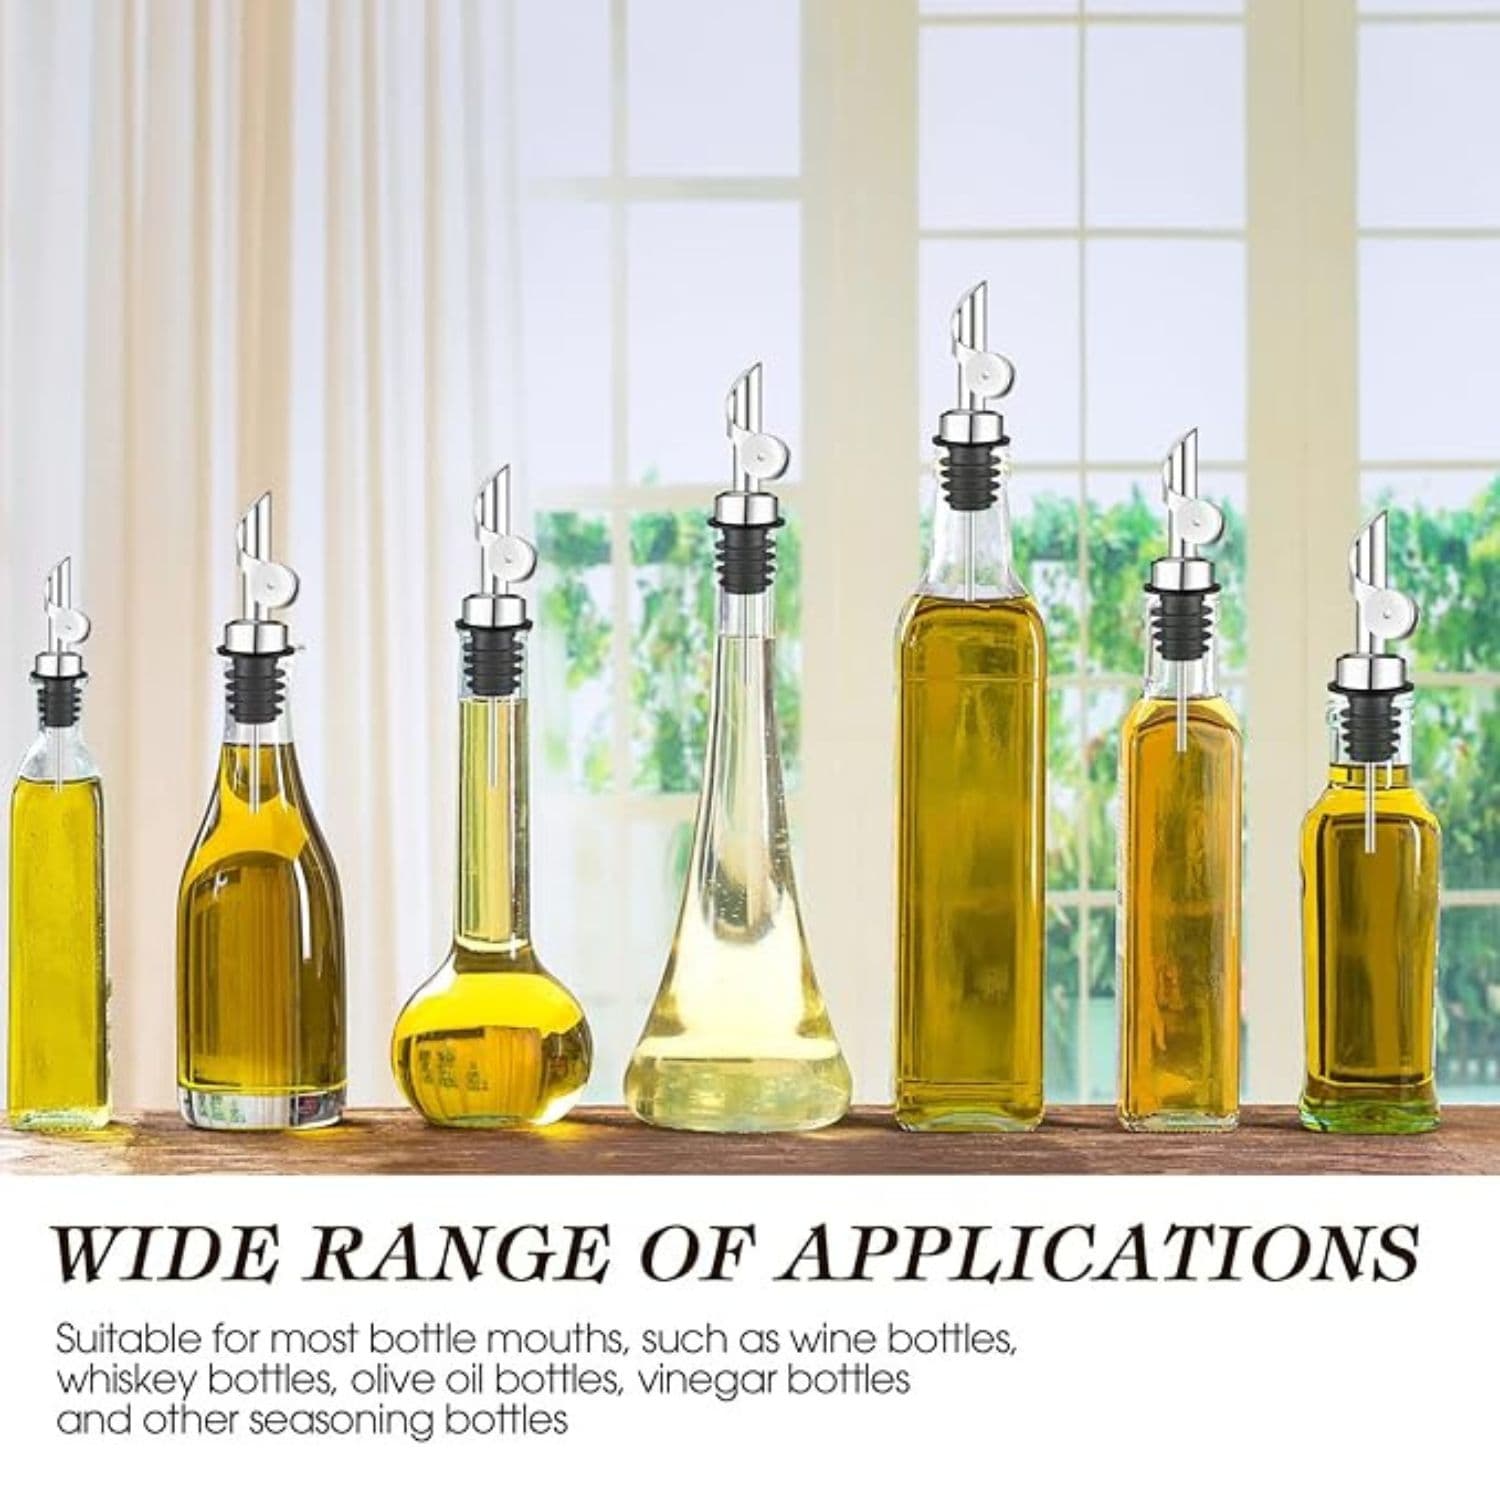 WIDE RANGE OF APPLICATIONS
Suitable for most bottle mouths, such as wine bottles,
whiskey bottles, olive oil bottles, vinegar bottles
and other seasoning bottles